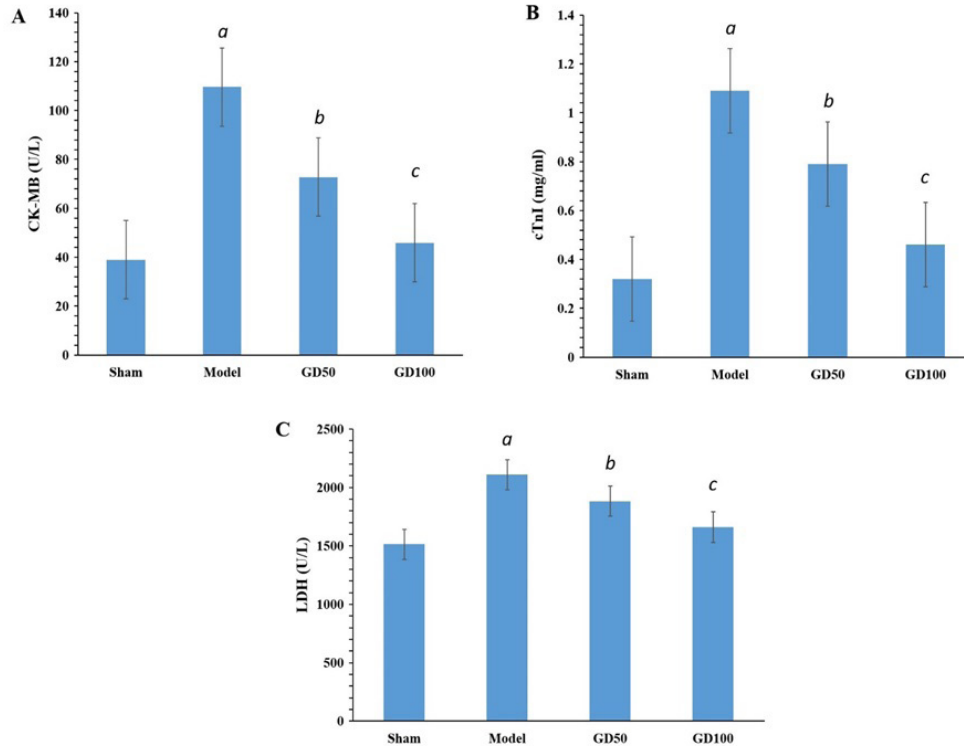 A
CK-MB (U/L)
140
120
100
80
60
40
20
0
a
b
c
Sham Model GD50 GD100
B
cTnI (mg/ml)
1.4
1.2
1
0.8
0.6
0.4
0.2
0
a
b
c
Sham Model GD50 GD100
C
LDH (U/L)
2500
2000
1500
1000
500
0
a
b
c
Sham Model GD50 GD100